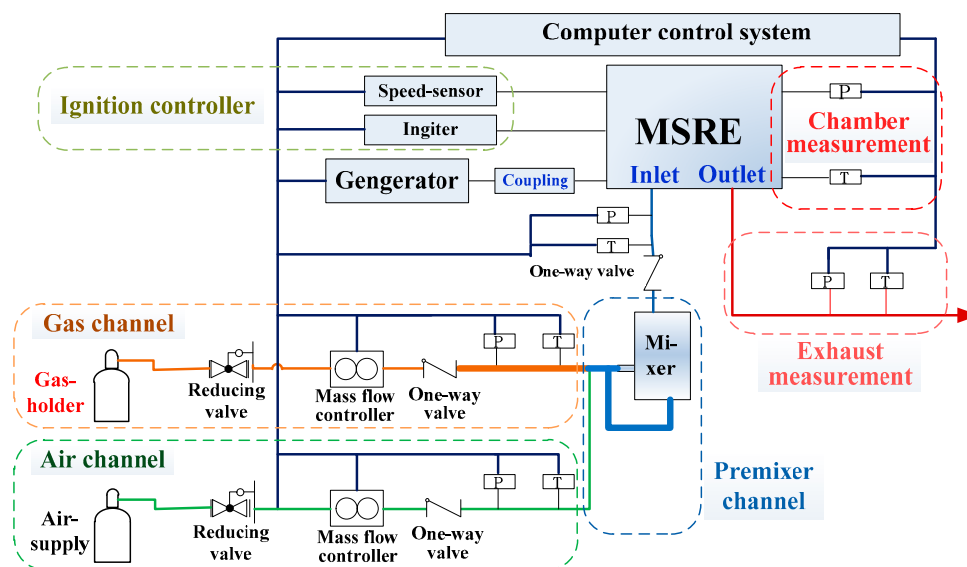 Computer control system
Ignition controller
Speed-sensor
Ingiter
Gengerator
Coupling
MSRE
Inlet
Outlet
P
Chamber
measurement
T
P
T
One-way valve
P
T
Exhaust
measurement
Gas channel
Gas-
holder
Reducing
valve
Mass flow
controller
One-way
valve
P
T
Mi-
xer
Premixer
channel
Air channel
Air-
supply
Reducing
valve
Mass flow
controller
One-way
valve
P
T